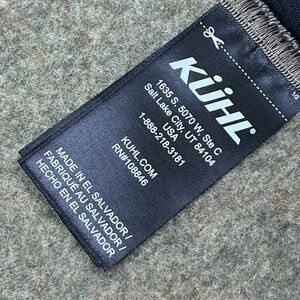 KÜHL
1635 S. 5070 W. Ste C
Salt Lake City, UT 84104
USA
1-888-218-3181
KUHL.COM
RN#108846
MADE IN EL SALVADOR/
FABRIQUÉ AU SALVADOR/
HECHO EN EL SALVADOR/